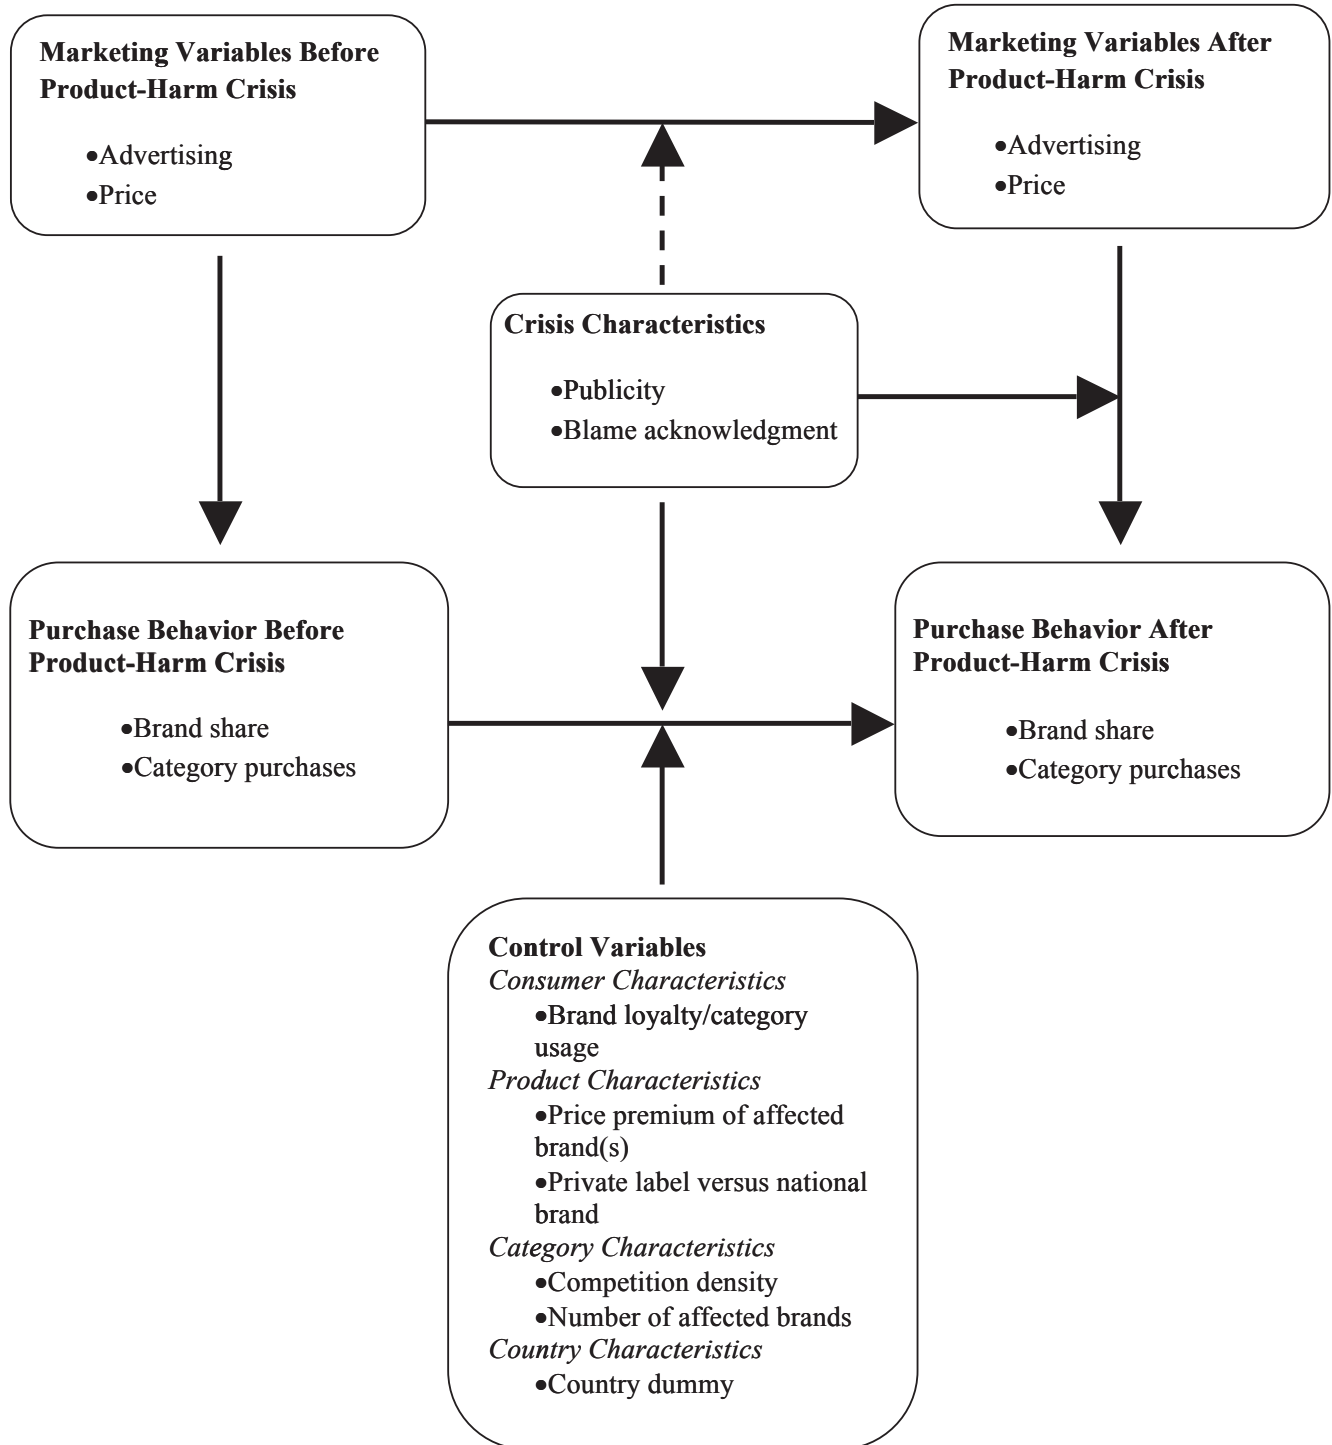 Marketing Variables Before
Product-Harm Crisis
•Advertising
•Price
Marketing Variables After
Product-Harm Crisis
•Advertising
•Price
Crisis Characteristics
•Publicity
•Blame acknowledgment
Purchase Behavior Before
Product-Harm Crisis
•Brand share
•Category purchases
Purchase Behavior After
Product-Harm Crisis
•Brand share
•Category purchases
Control Variables
Consumer Characteristics
•Brand loyalty/category
usage
Product Characteristics
•Price premium of affected
brand(s)
•Private label versus national
brand
Category Characteristics
•Competition density
•Number of affected brands
Country Characteristics
•Country dummy